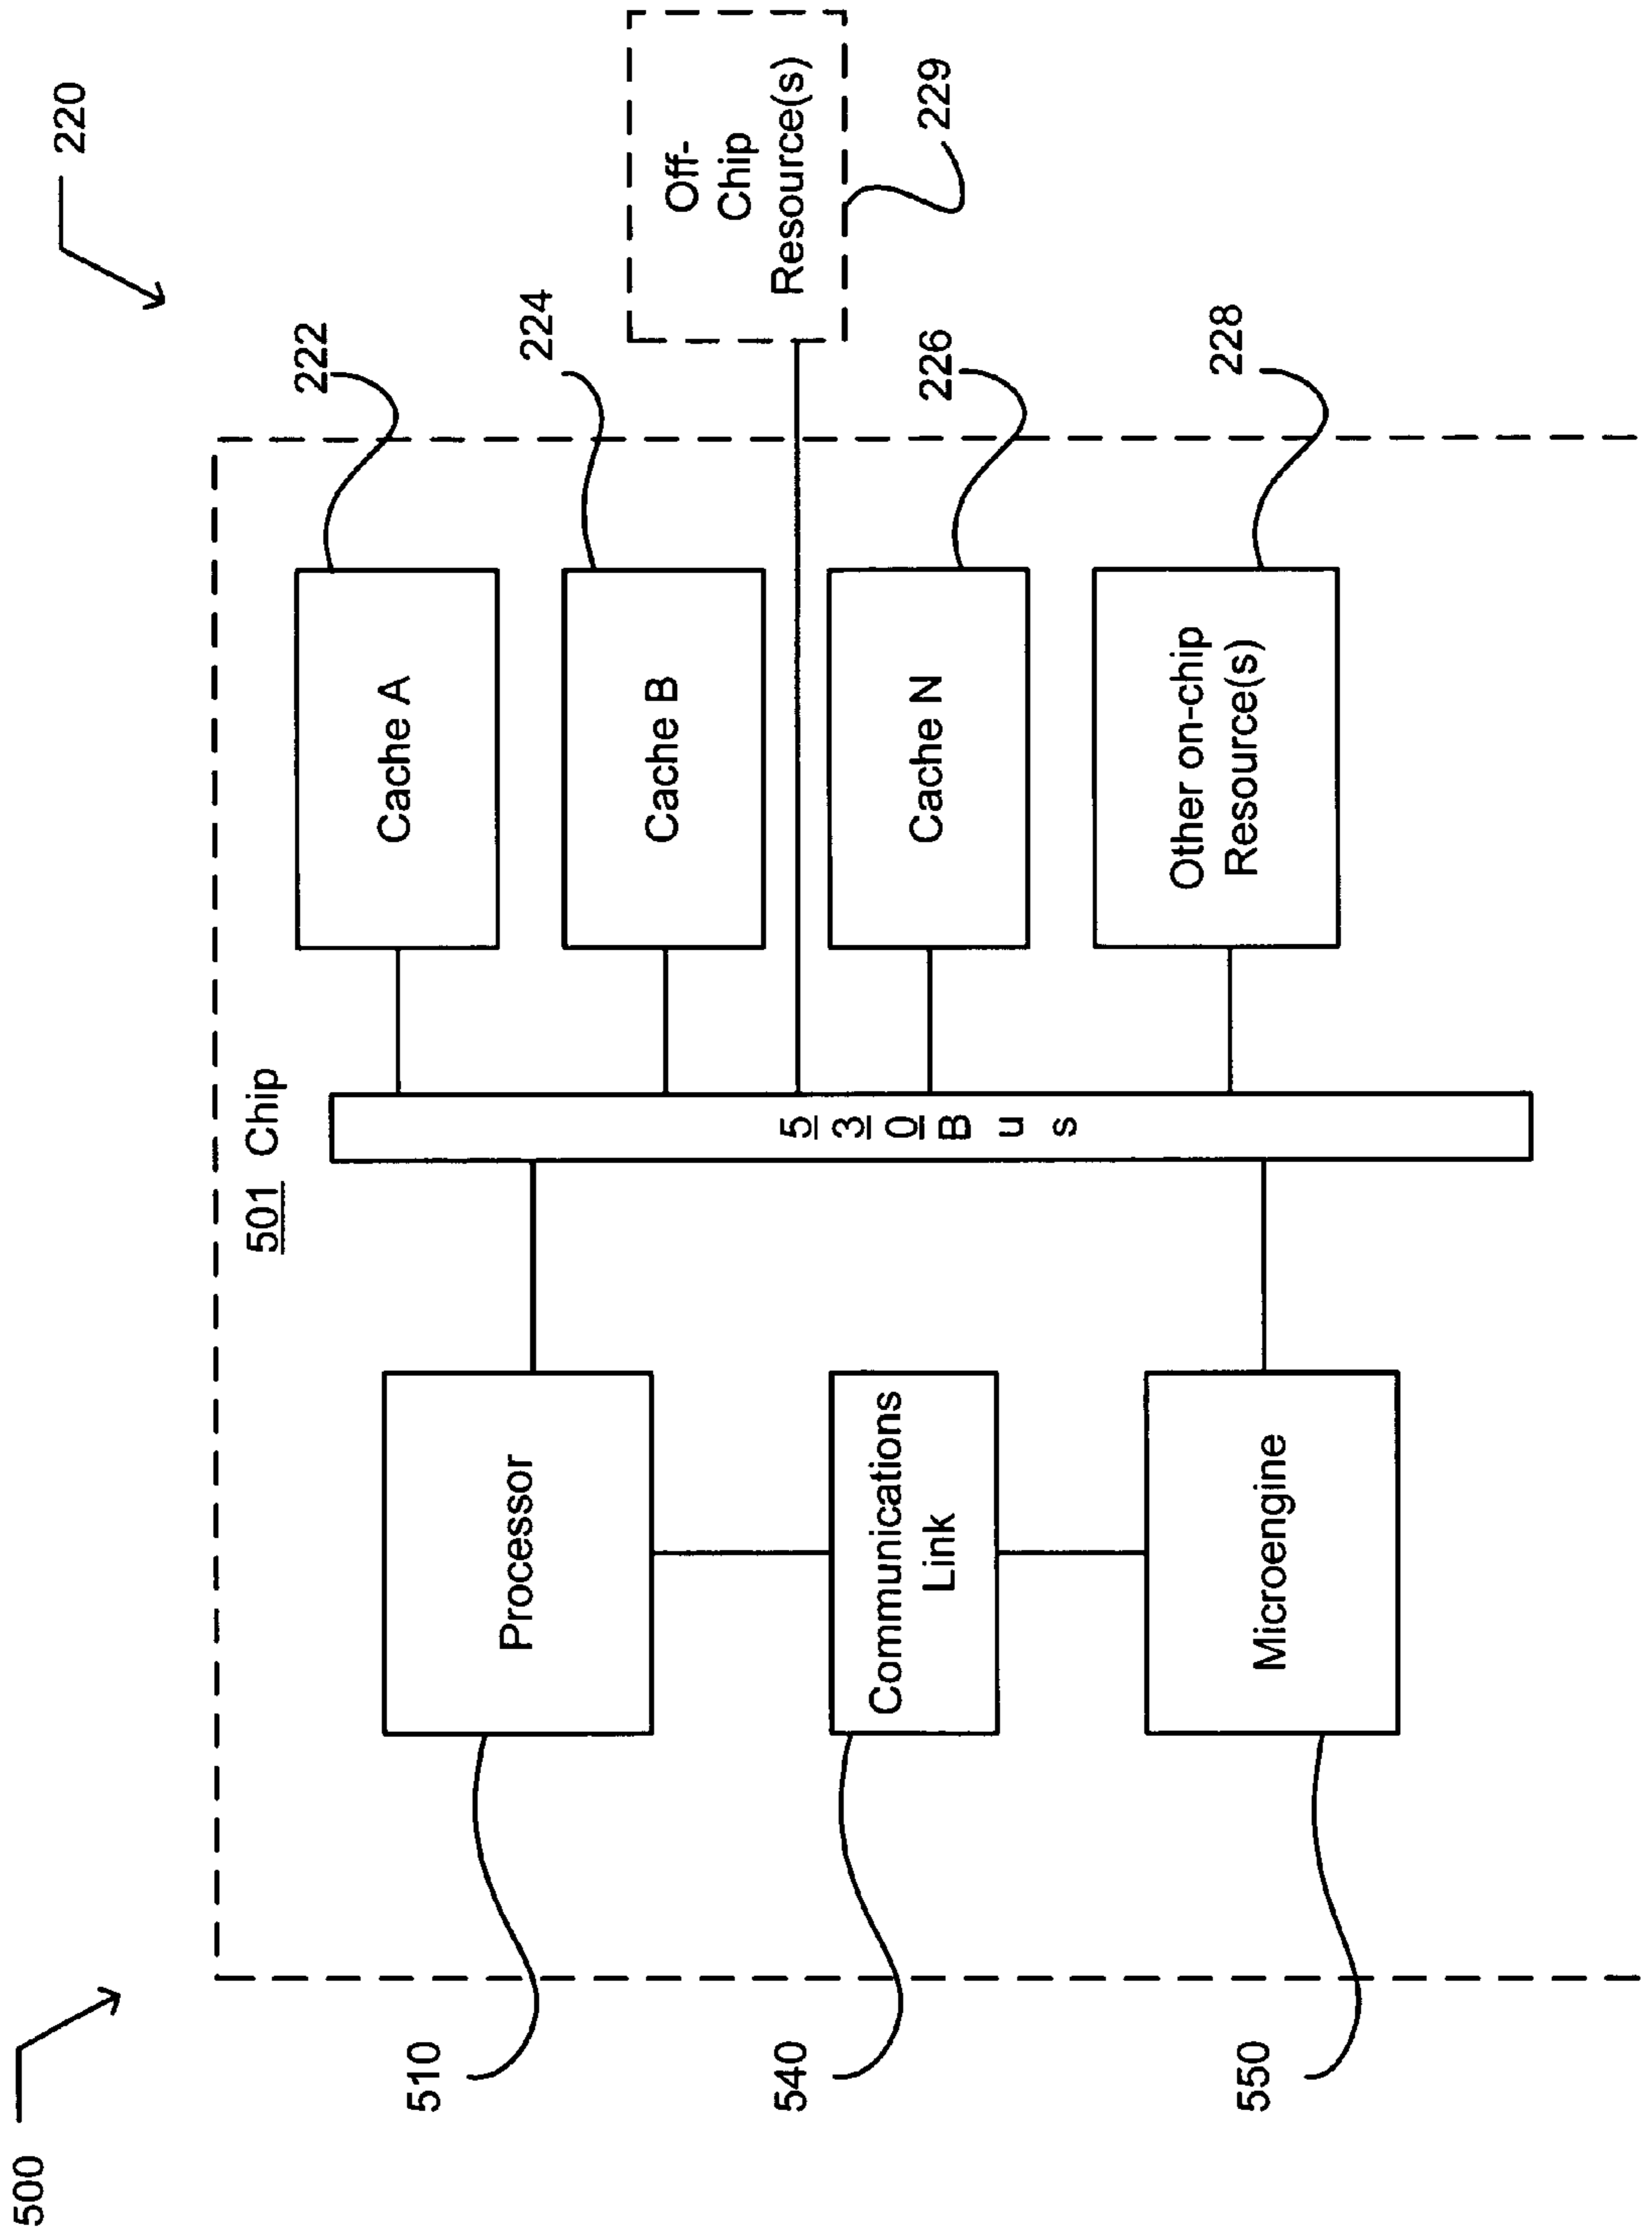 500
220
501 Chip
510
Processor
222
Cache A
224
Cache B
Off-
Chip
Resource(s)
229
530 Bus
540
Communications
Link
226
Cache N
228
Other on-chip
Resource(s)
550
Microengine